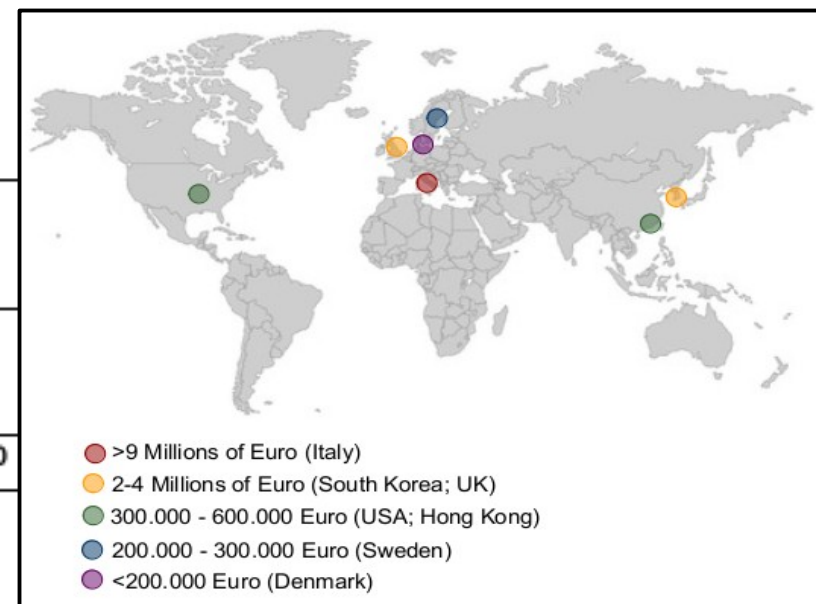 >9 Millions of Euro (Italy)
2-4 Millions of Euro (South Korea; UK)
0
300.000 - 600.000 Euro (USA; Hong Kong)
200.000 - 300.000 Euro (Sweden)
<200.000 Euro (Denmark)